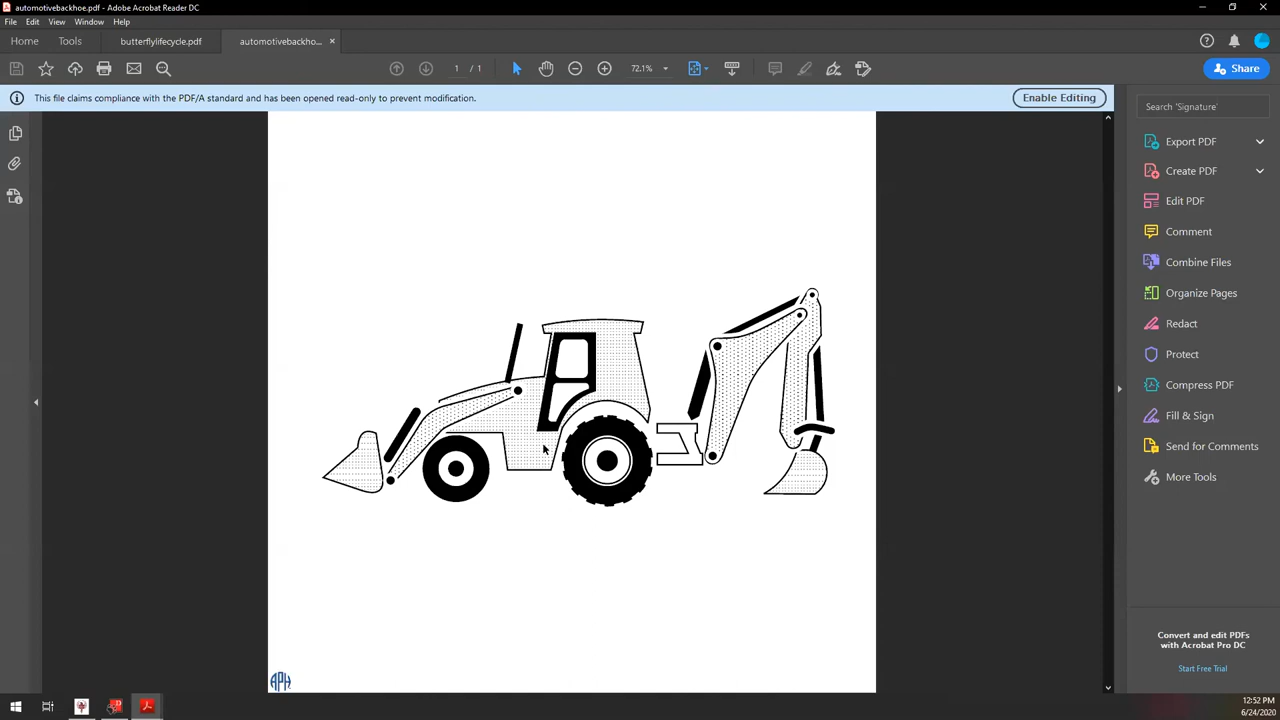 automotivebackhoe.pdf - Adobe Acrobat Reader DC
File Edit View Window Help
Home Tools butterflylifecycle.pdf automotivebackho... ×
1 / 1 72.1% Share
This file claims compliance with the PDF/A standard and has been opened read-only to prevent modification. Enable Editing
Search 'Signature'
Export PDF
Create PDF
Edit PDF
Comment
Combine Files
Organize Pages
Redact
Protect
Compress PDF
Fill & Sign
Send for Comments
More Tools
Convert and edit PDFs
with Acrobat Pro DC
Start Free Trial
APH
12:52 PM
6/24/2020